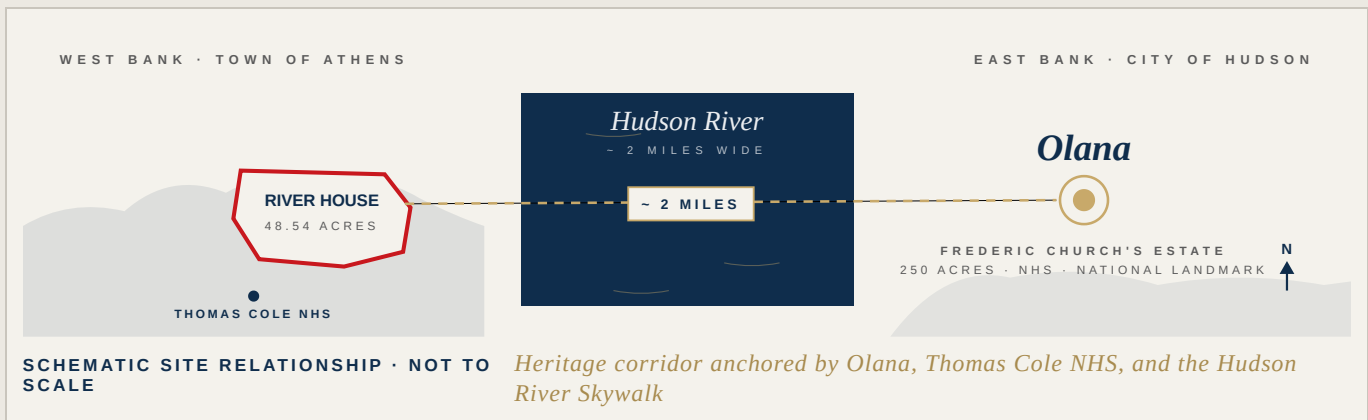 WEST BANK · TOWN OF ATHENS
EAST BANK · CITY OF HUDSON
Hudson River
~ 2 MILES WIDE
Olana
RIVER HOUSE
48.54 ACRES
~ 2 MILES
FREDERIC CHURCH'S ESTATE
250 ACRES · NHS · NATIONAL LANDMARK
N
THOMAS COLE NHS
SCHEMATIC SITE RELATIONSHIP · NOT TO
SCALE
Heritage corridor anchored by Olana, Thomas Cole NHS, and the Hudson
River Skywalk